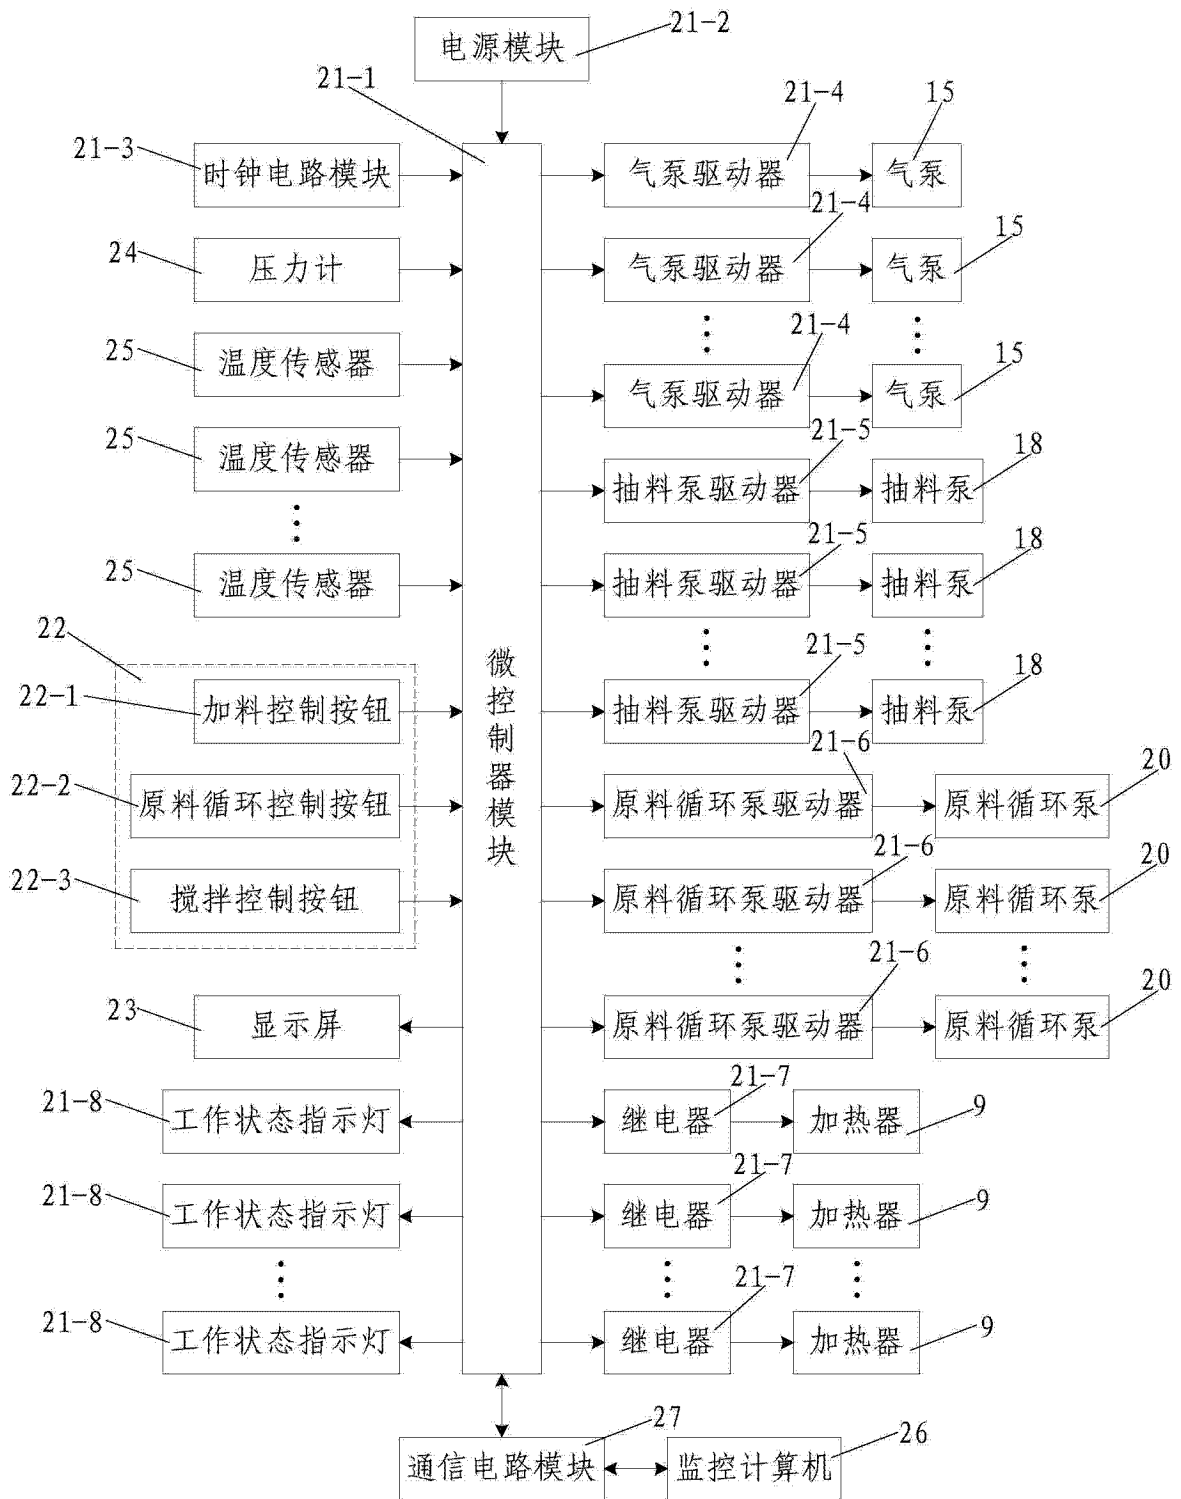 电源模块
21-2
21-1
21-3
时钟电路模块
气泵驱动器
21-4
气泵
15
24
压力计
气泵驱动器
21-4
气泵
15
25
温度传感器
气泵驱动器
21-4
气泵
15
25
温度传感器
抽料泵驱动器
21-5
抽料泵
18
25
温度传感器
抽料泵驱动器
21-5
抽料泵
18
22
微控制器模块
22-1
加料控制按钮
抽料泵驱动器
21-5
抽料泵
18
22-2
原料循环控制按钮
原料循环泵驱动器
21-6
原料循环泵
20
22-3
搅拌控制按钮
原料循环泵驱动器
21-6
原料循环泵
20
23
显示屏
原料循环泵驱动器
21-6
原料循环泵
20
21-8
工作状态指示灯
继电器
21-7
加热器
9
21-8
工作状态指示灯
继电器
21-7
加热器
9
21-8
工作状态指示灯
继电器
21-7
加热器
9
通信电路模块
27
监控计算机
26